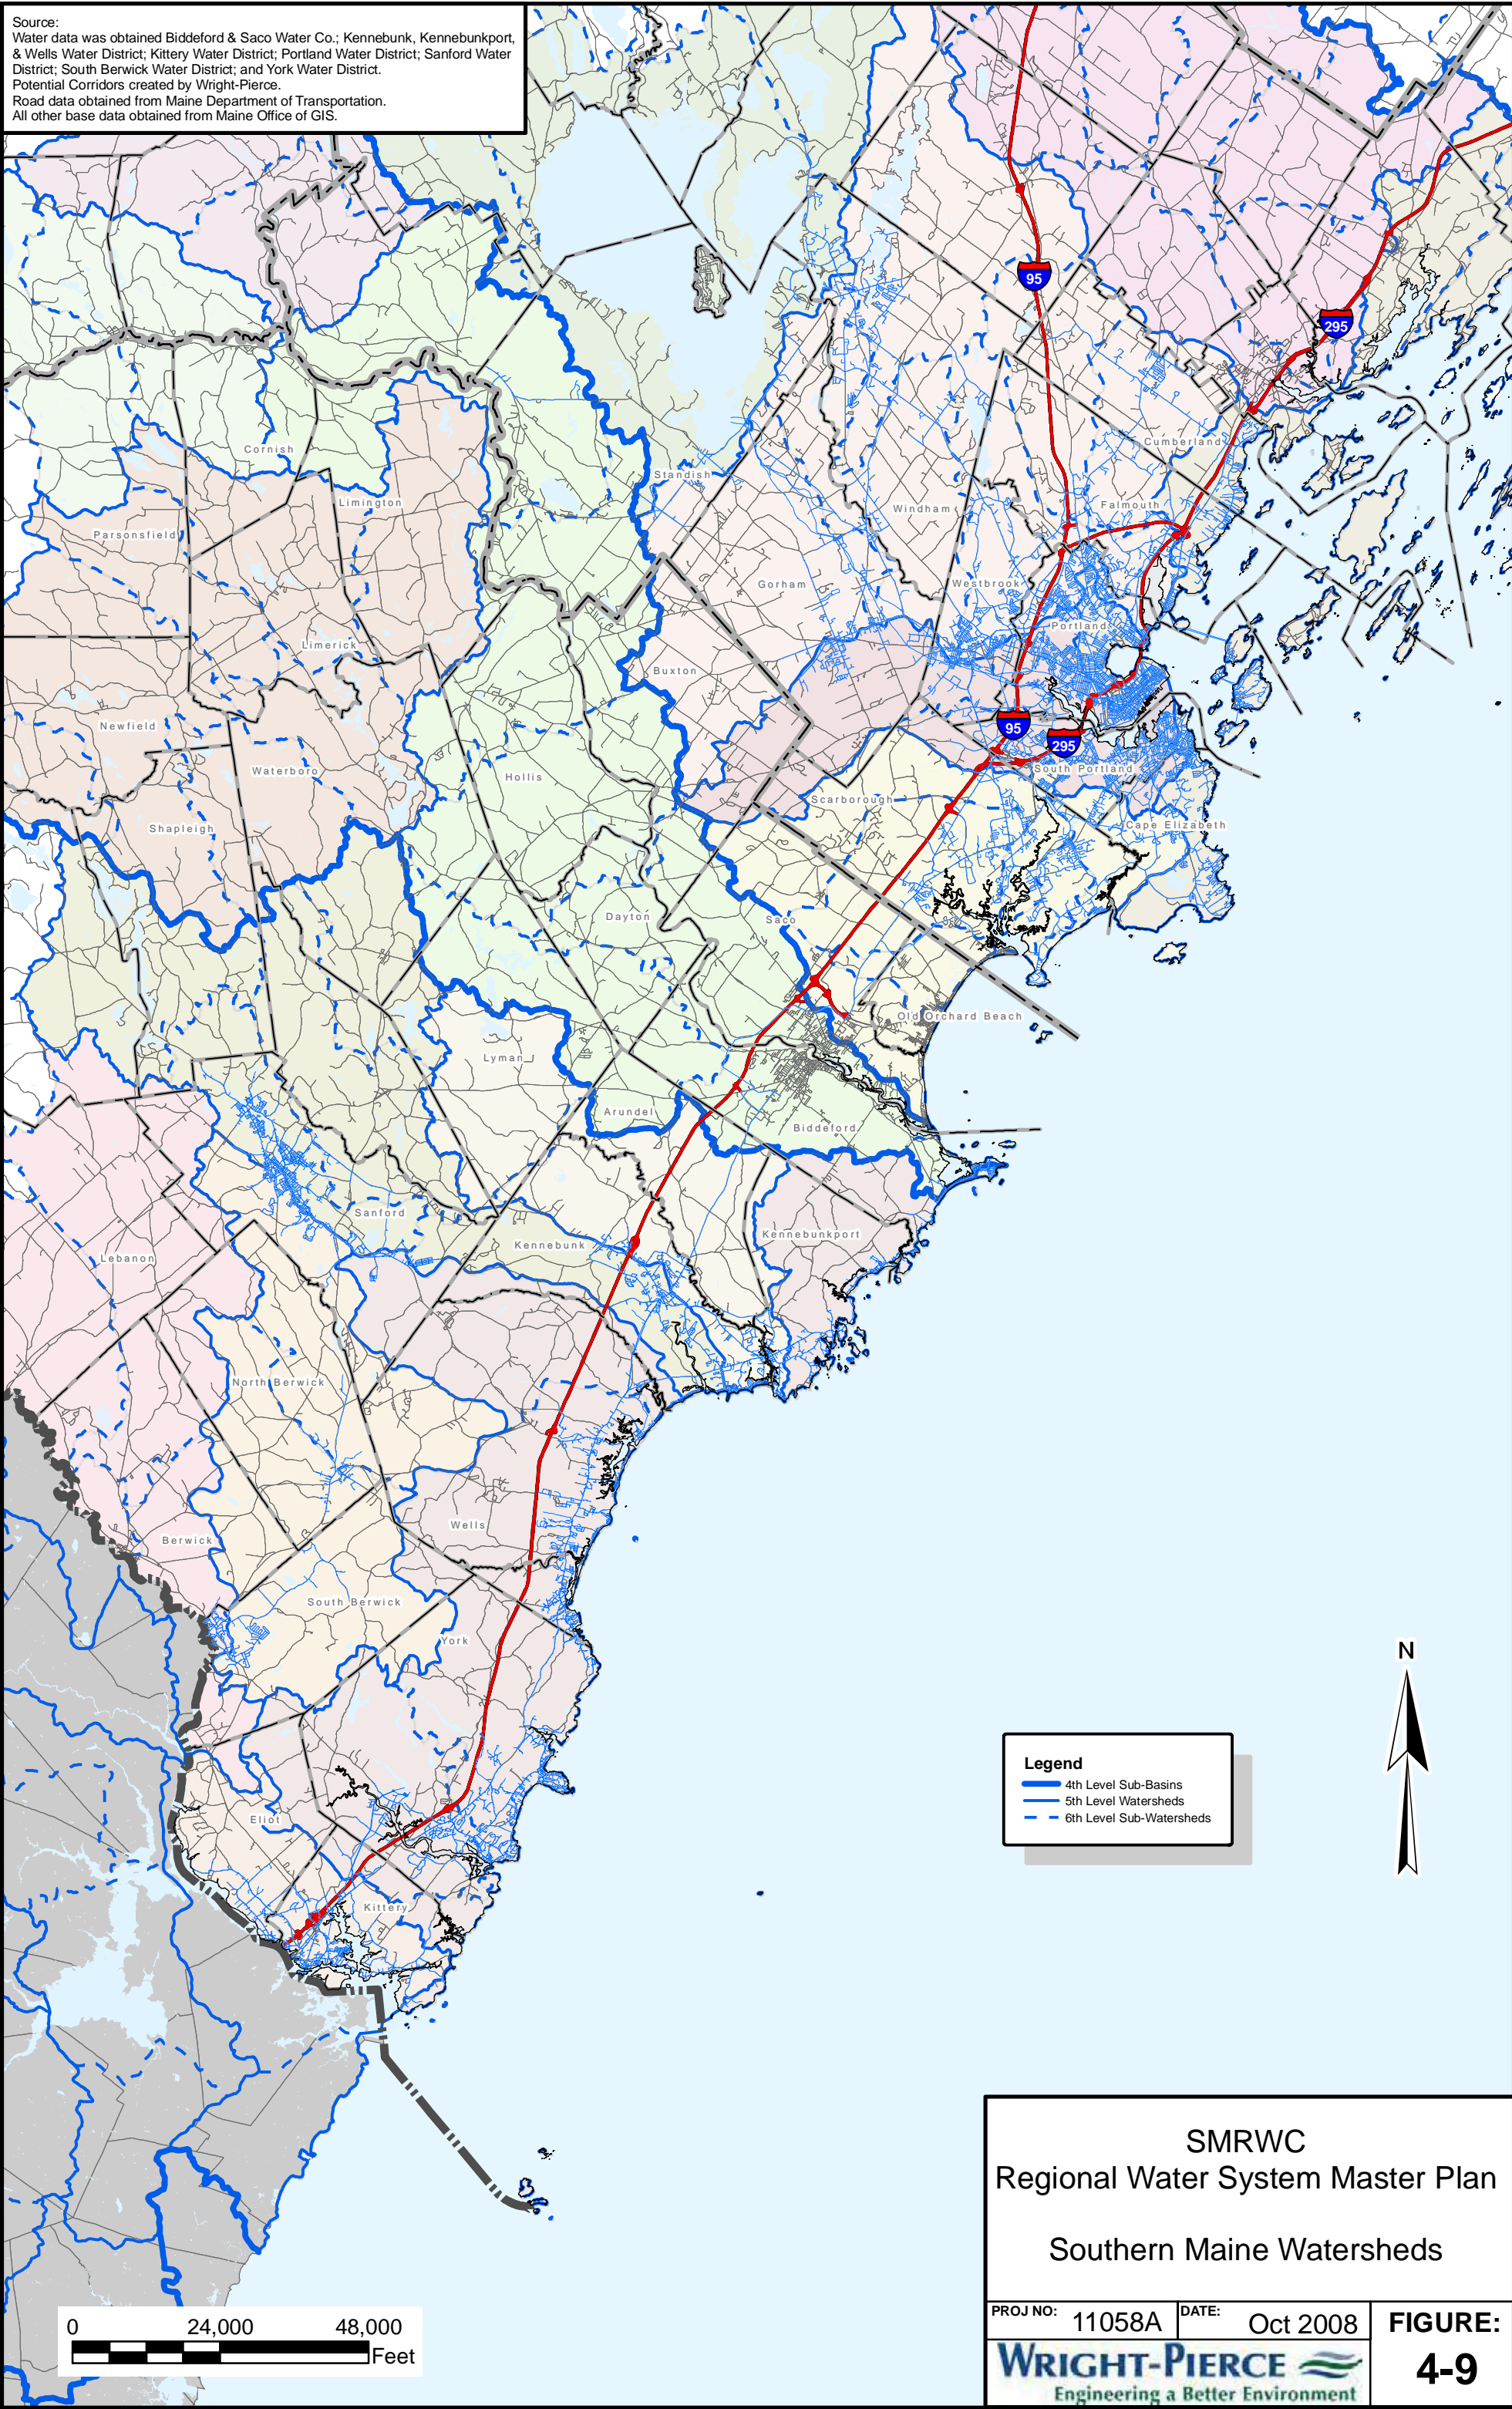 Source:
Water data was obtained Biddeford & Saco Water Co.; Kennebunk, Kennebunkport,
& Wells Water District; Kittery Water District; Portland Water District; Sanford Water
District; South Berwick Water District; and York Water District.
Potential Corridors created by Wright-Pierce.
Road data obtained from Maine Department of Transportation.
All other base data obtained from Maine Office of GIS.
95
295
Cumberland
Cornish
Standish
Limington
Windham
Falmouth
Parsonsfield
Gorham
Westbrook
Portland
Limerick
Buxton
Newfield
95
295
Waterboro
Hollis
South Portland
Scarborough
Shapleigh
Cape Elizabeth
Dayton
Saco
Old Orchard Beach
Lyman
Arundel
Biddeford
Sanford
Kennebunk
Kennebunkport
Lebanon
North Berwick
Wells
Berwick
South Berwick
York
N
Legend
4th Level Sub-Basins
5th Level Watersheds
6th Level Sub-Watersheds
Eliot
Kittery
SMRWC
Regional Water System Master Plan
Southern Maine Watersheds
PROJ NO: 11058A
DATE: Oct 2008
FIGURE:
4-9
WRIGHT-PIERCE
Engineering a Better Environment
0 24,000 48,000
Feet